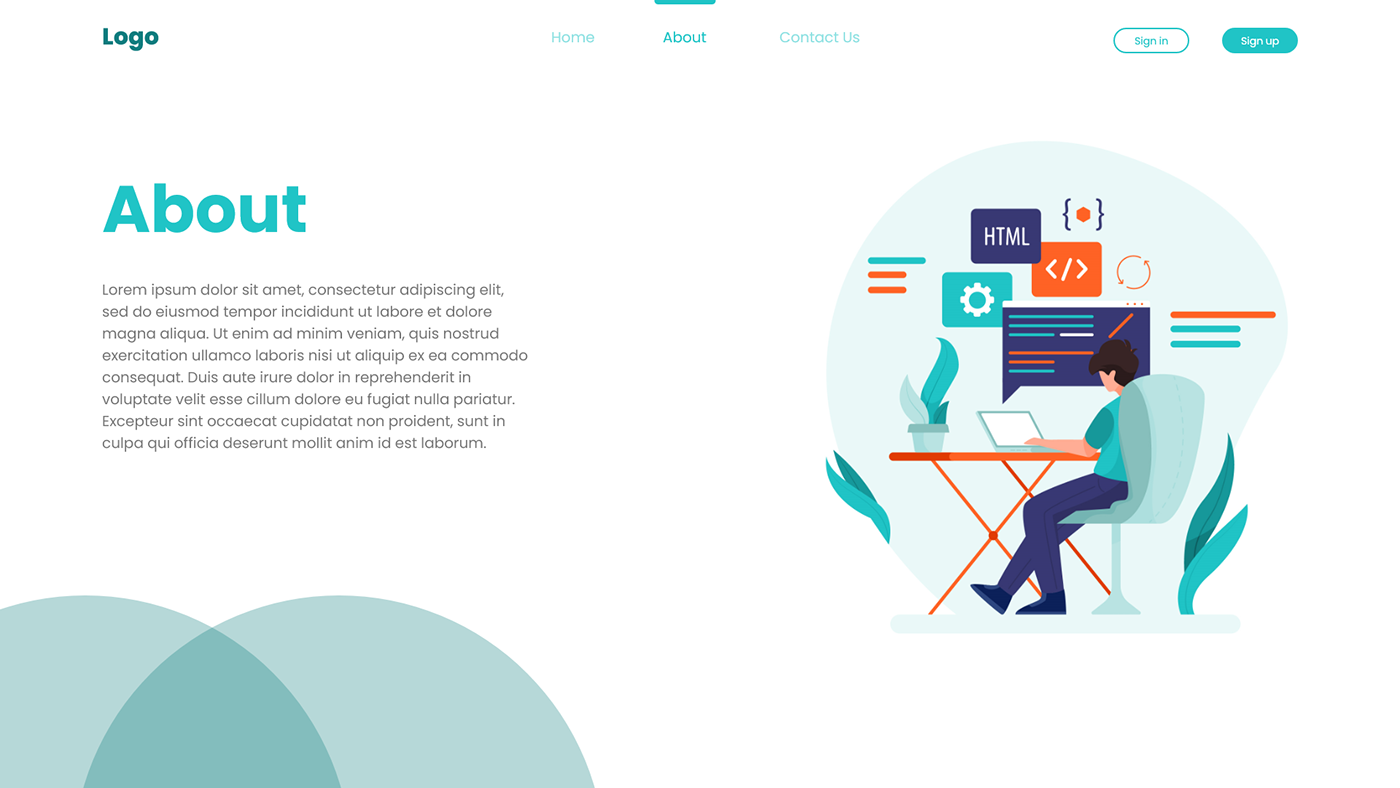 Logo
Home
About
Contact Us
Sign in
Sign up
About
Lorem ipsum dolor sit amet, consectetur adipiscing elit,
sed do eiusmod tempor incididunt ut labore et dolore
magna aliqua. Ut enim ad minim veniam, quis nostrud
exercitation ullamco laboris nisi ut aliquip ex ea commodo
consequat. Duis aute irure dolor in reprehenderit in
voluptate velit esse cillum dolore eu fugiat nulla pariatur.
Excepteur sint occaecat cupidatat non proident, sunt in
culpa qui officia deserunt mollit anim id est laborum.
{ }
HTML
</>